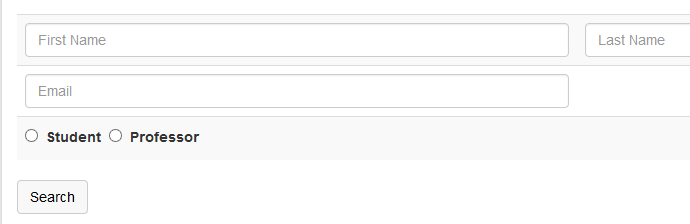 First Name Last Name
Email
Student Professor
Search